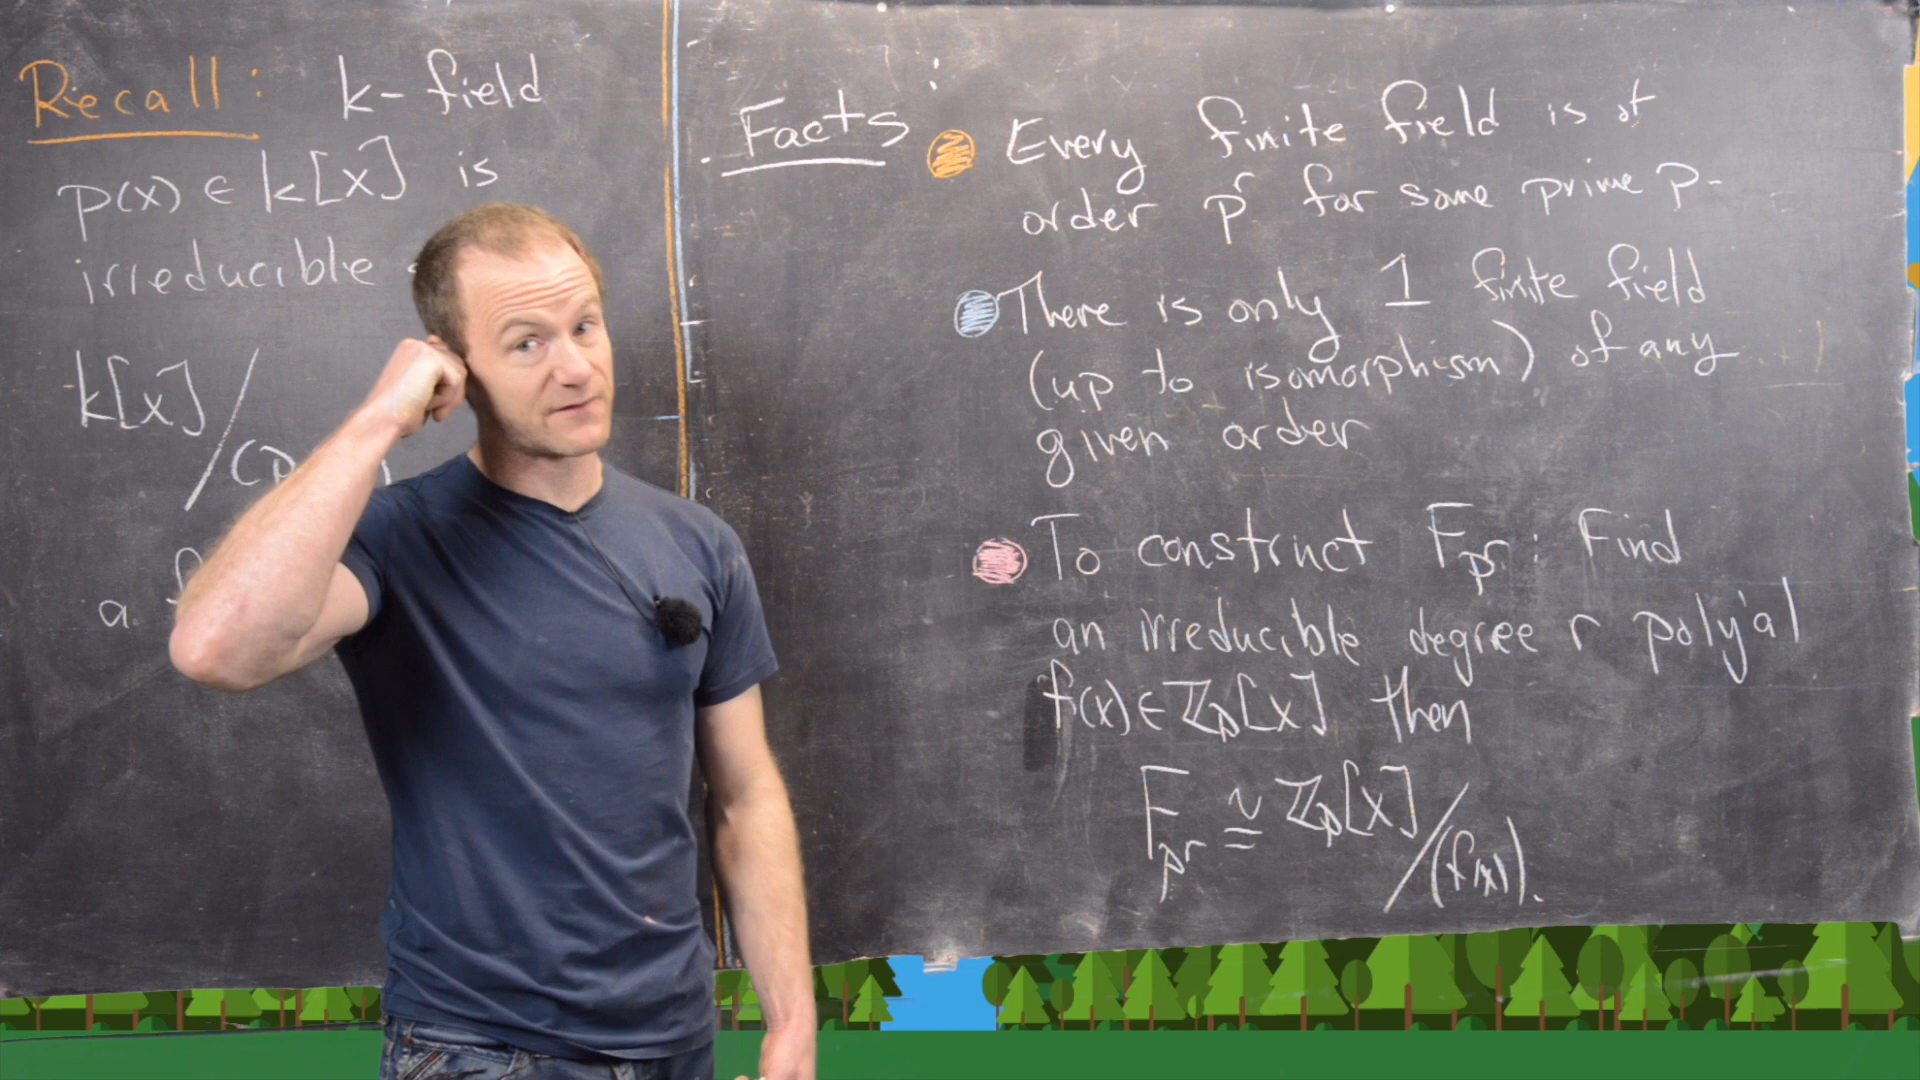 Recall: k - field
p(x) ∈ k[x] is
irreducible
k[x]/(p
a f
Facts
Every finite field is of
order p^r for some prime p.
There is only 1 finite field
(up to isomorphism) of any
given order
To construct F_p^r: Find
an irreducible degree r poly'al
f(x) ∈ ℤ_p[x] then
F_p^r ≅ ℤ_p[x]/(f(x)).